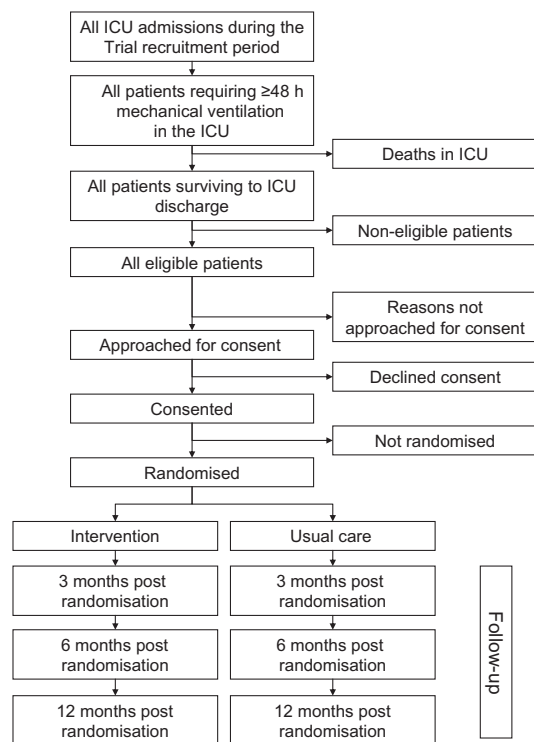 All ICU admissions during the
Trial recruitment period
All patients requiring ≥48 h
mechanical ventilation
in the ICU
Deaths in ICU
All patients surviving to ICU
discharge
Non-eligible patients
All eligible patients
Reasons not
approached for consent
Approached for consent
Declined consent
Consented
Not randomised
Randomised
Intervention
Usual care
3 months post
randomisation
3 months post
randomisation
6 months post
randomisation
6 months post
randomisation
12 months post
randomisation
12 months post
randomisation
Follow-up